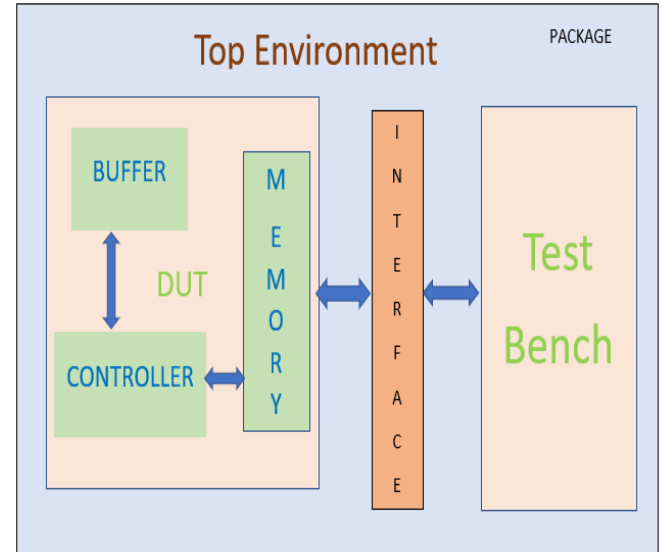 Top Environment
PACKAGE
BUFFER
DUT
CONTROLLER
MEMORY
INTERFACE
Test
Bench